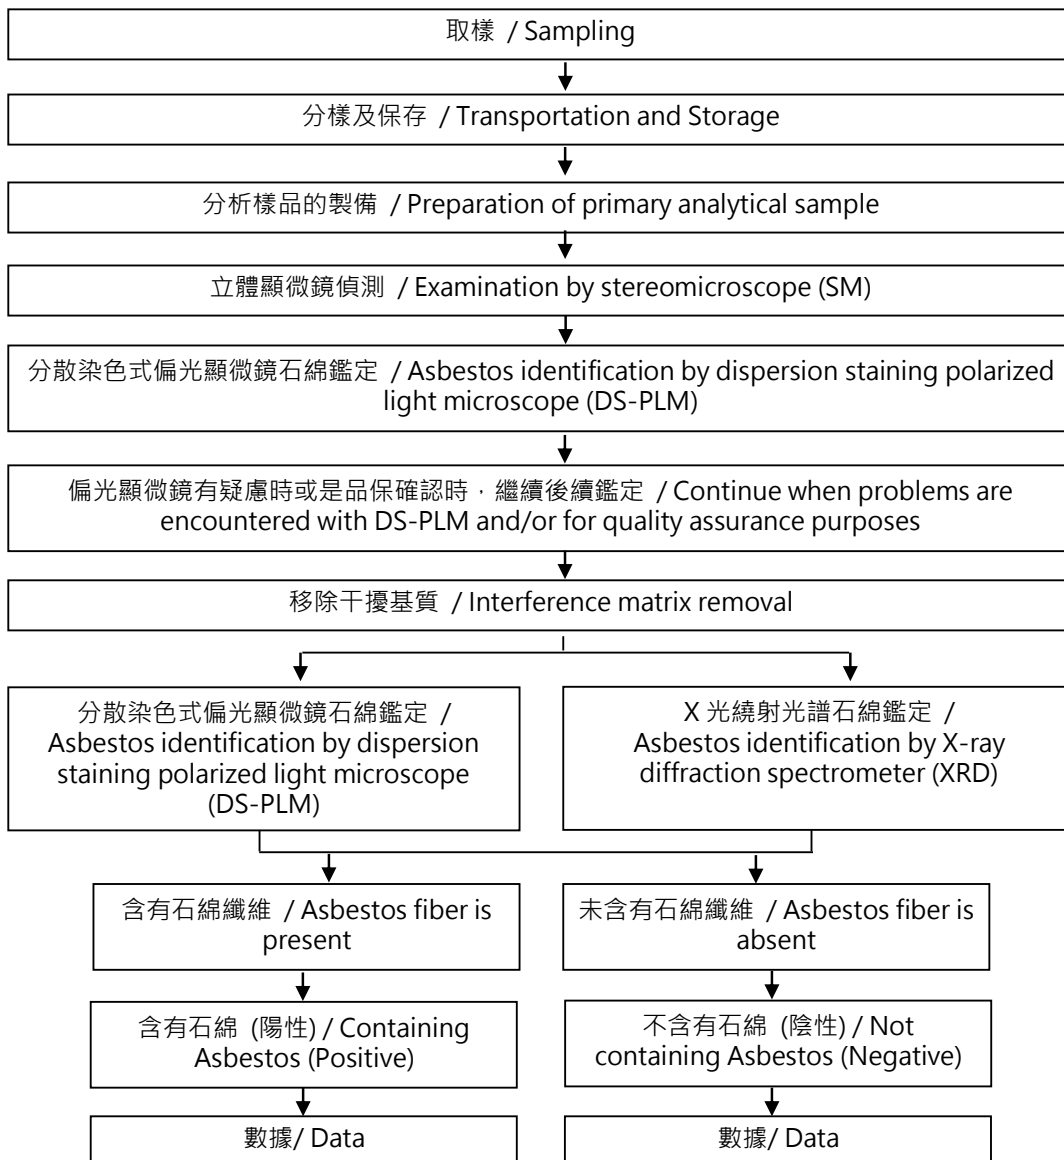 取樣 / Sampling
分樣及保存 / Transportation and Storage
分析樣品的製備 / Preparation of primary analytical sample
立體顯微鏡偵測 / Examination by stereomicroscope (SM)
分散染色式偏光顯微鏡石綿鑑定 / Asbestos identification by dispersion staining polarized
light microscope (DS-PLM)
偏光顯微鏡有疑慮時或是品保確認時，繼續後續鑑定 / Continue when problems are
encountered with DS-PLM and/or for quality assurance purposes
移除干擾基質 / Interference matrix removal
分散染色式偏光顯微鏡石綿鑑定 /
Asbestos identification by dispersion
staining polarized light microscope
(DS-PLM)
X 光繞射光譜石綿鑑定 /
Asbestos identification by X-ray
diffraction spectrometer (XRD)
含有石綿纖維 / Asbestos fiber is
present
未含有石綿纖維 / Asbestos fiber is
absent
含有石綿 (陽性) / Containing
Asbestos (Positive)
不含有石綿 (陰性) / Not
containing Asbestos (Negative)
數據/ Data
數據/ Data